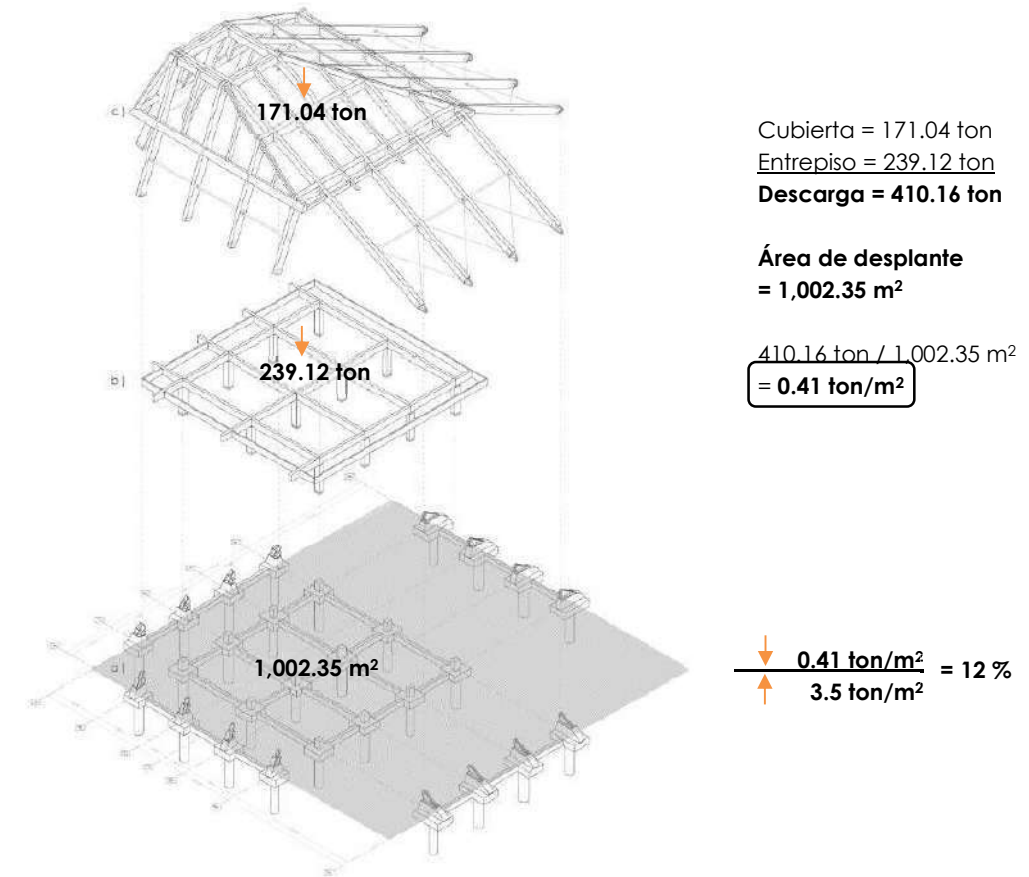 c)
171.04 ton
Cubierta = 171.04 ton
Entrepiso = 239.12 ton
Descarga = 410.16 ton
Área de desplante
= 1,002.35 m²
410.16 ton / 1,002.35 m²
= 0.41 ton/m²
b)
239.12 ton
1,002.35 m²
0.41 ton/m²
3.5 ton/m²
= 12 %